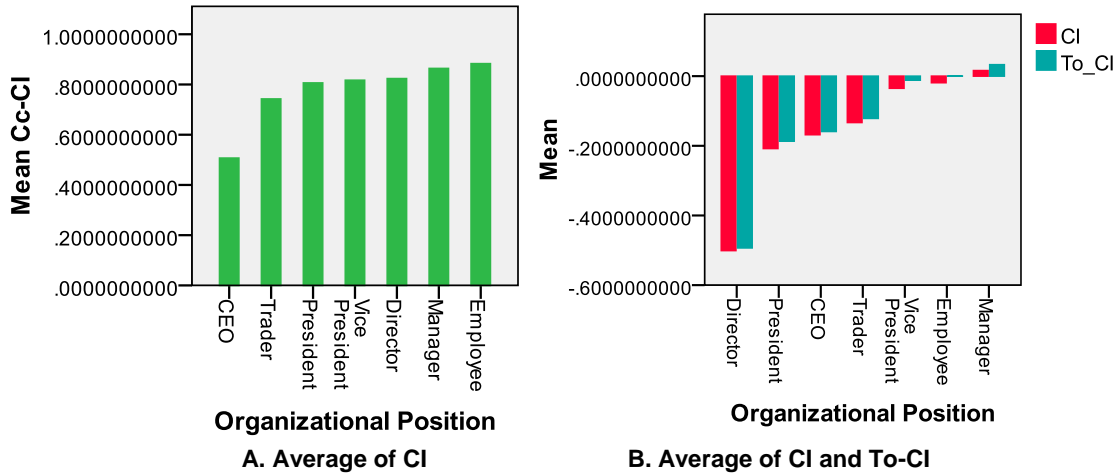 1.0000000000
.8000000000
.6000000000
.4000000000
.2000000000
.0000000000
Mean Cc-CI
CEO
Trader
President
Vice
President
Director
Manager
Employee
Organizational Position
A. Average of CI
.0000000000
-.2000000000
-.4000000000
-.6000000000
Mean
Director
President
CEO
Trader
Vice
President
Employee
Manager
Organizational Position
CI
To_CI
B. Average of CI and To-CI